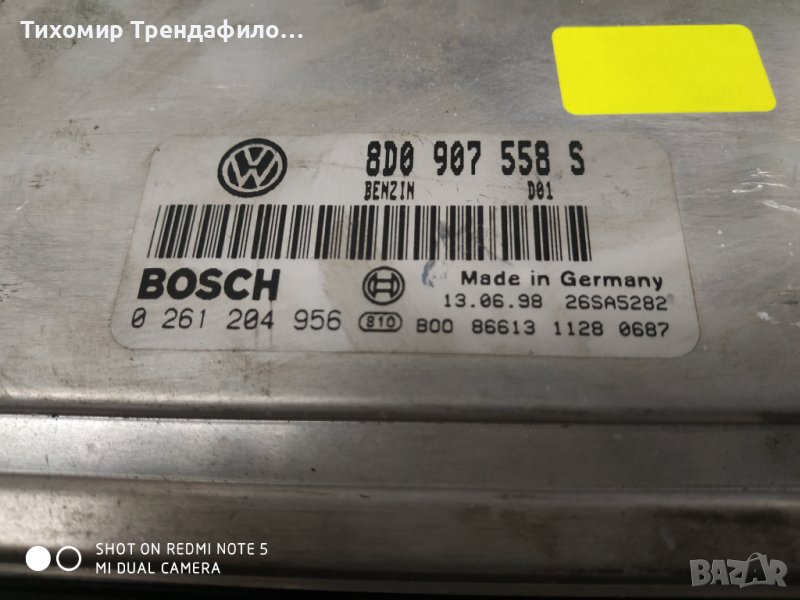 Тихомир Трендафило...
8D0 907 558 S
BENZIN D01
BOSCH
Made in Germany
13.06.98 26SA5282
0 261 204 956 810 B00 86613 1128 0687
SHOT ON REDMI NOTE 5
MI DUAL CAMERA
BAZAR